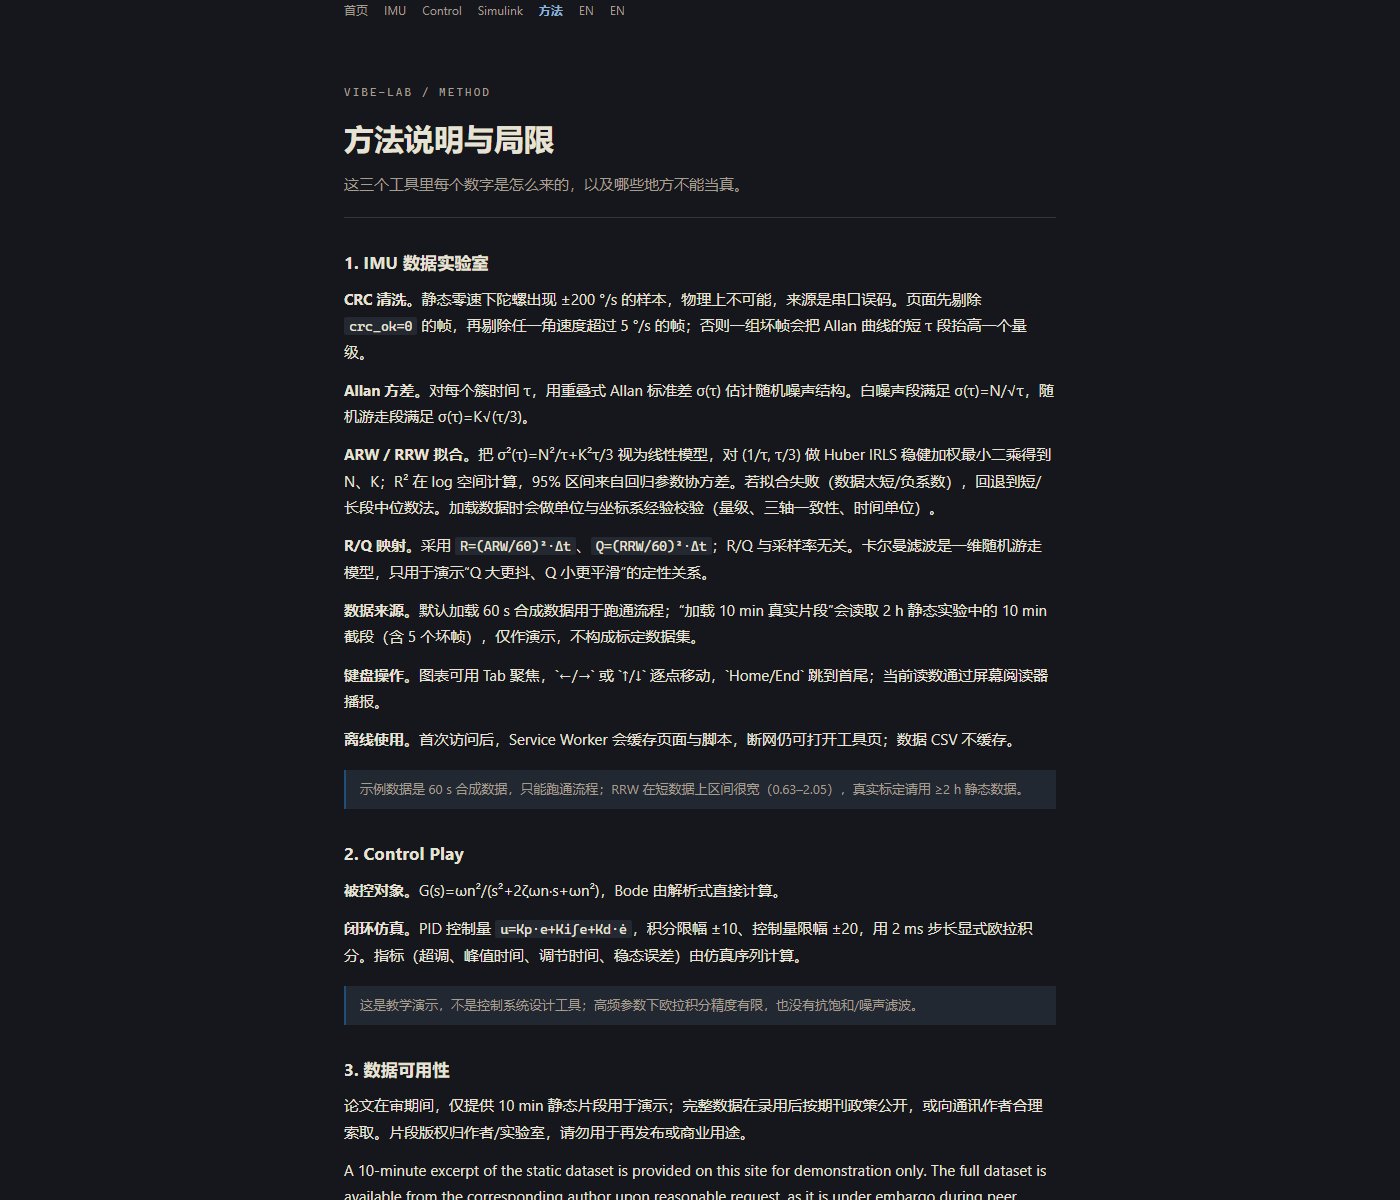 首页 IMU Control Simulink 方法 EN EN
VIBE-LAB / METHOD
方法说明与局限
这三个工具里每个数字是怎么来的，以及哪些地方不能当真。
1. IMU 数据实验室
CRC 清洗。静态零速下陀螺出现 ±200 °/s 的样本，物理上不可能，来源是串口误码。页面先剔除
crc_ok=0 的帧，再剔除任一角速度超过 5 °/s 的帧；否则一组坏帧会把 Allan 曲线的短 τ 段抬高一个量
级。
Allan 方差。对每个簇时间 τ，用重叠式 Allan 标准差 σ(τ) 估计随机噪声结构。白噪声段满足 σ(τ)=N/√τ，随
机游走段满足 σ(τ)=K√(τ/3)。
ARW / RRW 拟合。把 σ²(τ)=N²/τ+K²τ/3 视为线性模型，对 (1/τ, τ/3) 做 Huber IRLS 稳健加权最小二乘得到
N、K；R² 在 log 空间计算，95% 区间来自回归参数协方差。若拟合失败（数据太短/负系数），回退到短/
长段中位数法。加载数据时会做单位与坐标系经验校验（量级、三轴一致性、时间单位）。
R/Q 映射。采用 R=(ARW/60)²·Δt、Q=(RRW/60)²·Δt；R/Q 与采样率无关。卡尔曼滤波是一维随机游走
模型，只用于演示“Q 大更抖、Q 小更平滑”的定性关系。
数据来源。默认加载 60 s 合成数据用于跑通流程；“加载 10 min 真实片段”会读取 2 h 静态实验中的 10 min
截段（含 5 个坏帧），仅作演示，不构成标定数据集。
键盘操作。图表可用 Tab 聚焦，`←/→` 或 `↑/↓` 逐点移动，`Home/End` 跳到首尾；当前读数通过屏幕阅读器
播报。
离线使用。首次访问后，Service Worker 会缓存页面与脚本，断网仍可打开工具页；数据 CSV 不缓存。
示例数据是 60 s 合成数据，只能跑通流程；RRW 在短数据上区间很宽（0.63–2.05），真实标定请用 ≥2 h 静态数据。
2. Control Play
被控对象。G(s)=ωn²/(s²+2ζωn·s+ωn²)，Bode 由解析式直接计算。
闭环仿真。PID 控制量 u=Kp·e+Ki∫e+Kd·ė，积分限幅 ±10、控制量限幅 ±20，用 2 ms 步长显式欧拉积
分。指标（超调、峰值时间、调节时间、稳态误差）由仿真序列计算。
这是教学演示，不是控制系统设计工具；高频参数下欧拉积分精度有限，也没有抗饱和/噪声滤波。
3. 数据可用性
论文在审期间，仅提供 10 min 静态片段用于演示；完整数据在录用后按期刊政策公开，或向通讯作者合理
索取。片段版权归作者/实验室，请勿用于再发布或商业用途。
A 10-minute excerpt of the static dataset is provided on this site for demonstration only. The full dataset is
available from the corresponding author upon reasonable request, as it is under embargo during peer